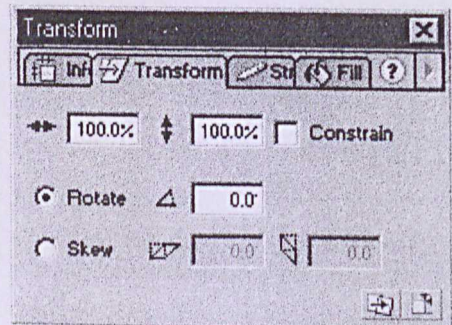 Transform
Inf Transform Str Fill ?
100.0% 100.0% Constrain
Rotate 0.0°
Skew 0.0° 0.0°